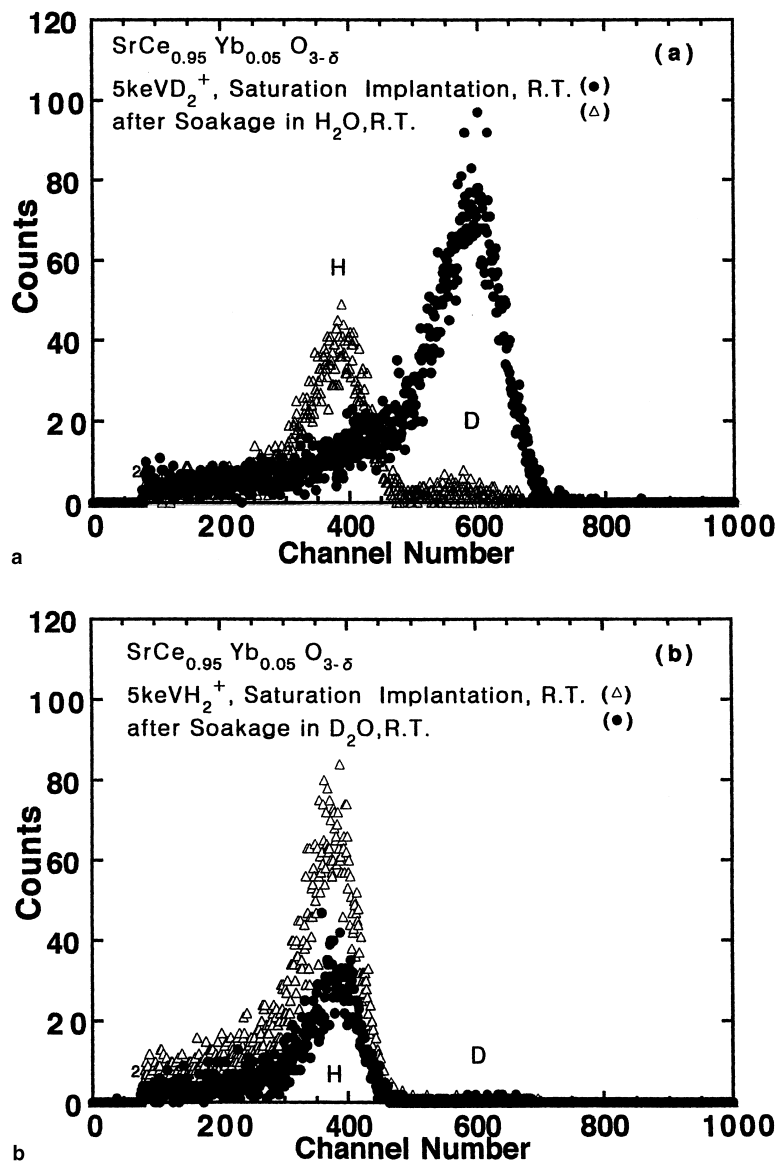 120
SrCe0.95 Yb0.05 O3-δ (a)
5keVD2+, Saturation Implantation, R.T. (●)
after Soakage in H2O,R.T. (△)
100
80
60
40
20
0
Counts
H
D
2
0 200 400 600 800 1000
Channel Number
a
120
SrCe0.95 Yb0.05 O3-δ (b)
5keVH2+, Saturation Implantation, R.T. (△)
after Soakage in D2O,R.T. (●)
100
80
60
40
20
0
Counts
H
D
2
0 200 400 600 800 1000
Channel Number
b